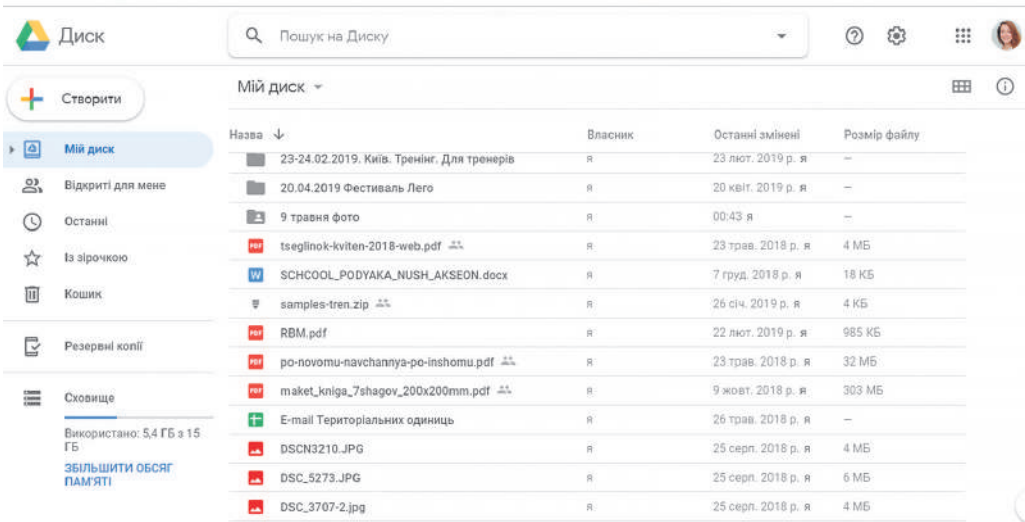 Диск
Пошук на Диску
Створити
Мій диск
Відкриті для мене
Останні
Із зірочкою
Кошик
Резервні копії
Сховище
Використано: 5,4 ГБ з 15
ГБ
ЗБІЛЬШИТИ ОБСЯГ
ПАМ'ЯТІ
Мій диск
Назва Власник Останні змінені Розмір файлу
23-24.02.2019. Київ. Тренінг. Для тренерів я 23 лют. 2019 р. я –
20.04.2019 Фестиваль Лего я 20 квіт. 2019 р. я –
9 травня фото я 00:43 я –
PDF tseglinok-kviten-2018-web.pdf я 23 трав. 2018 р. я 4 МБ
W SCHCOOL_PODYAKA_NUSH_AKSEON.docx я 7 груд. 2018 р. я 18 КБ
samples-tren.zip я 26 січ. 2019 р. я 4 КБ
PDF RBM.pdf я 22 лют. 2019 р. я 985 КБ
PDF po-novomu-navchannya-po-inshomu.pdf я 23 трав. 2018 р. я 32 МБ
PDF maket_kniga_7shagov_200x200mm.pdf я 9 жовт. 2018 р. я 303 МБ
E-mail Територіальних одиниць я 26 трав. 2018 р. я –
DSCN3210.JPG я 25 серп. 2018 р. я 4 МБ
DSC_5273.JPG я 25 серп. 2018 р. я 6 МБ
DSC_3707-2.jpg я 25 серп. 2018 р. я 4 МБ